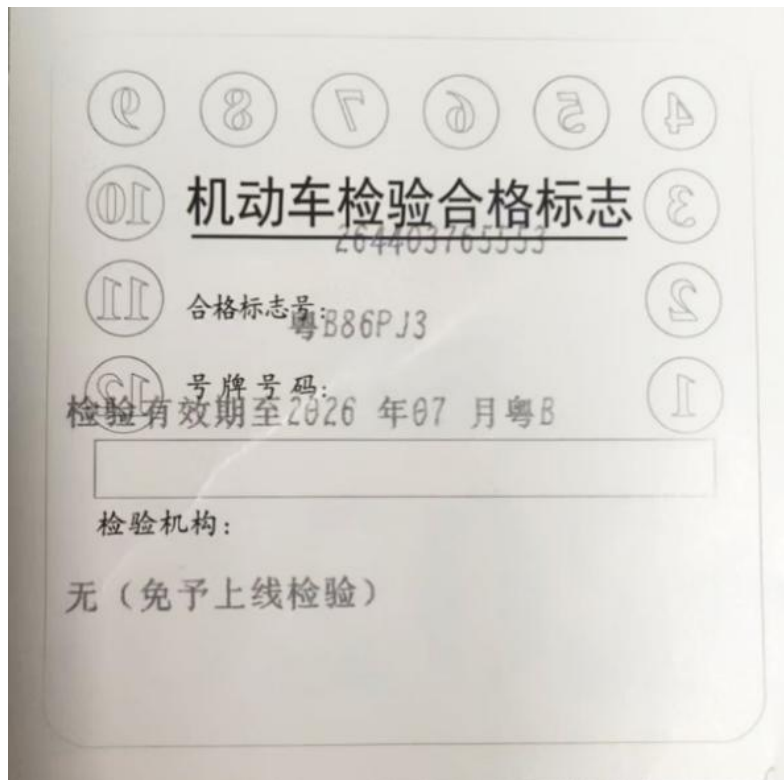 9 8 7 6 5 4
10 机动车检验合格标志 3
264403765553
11 合格标志号: 2
粤B86PJ3
12 号牌号码: 1
检验有效期至2026 年07 月粤B
检验机构:
无（免予上线检验）